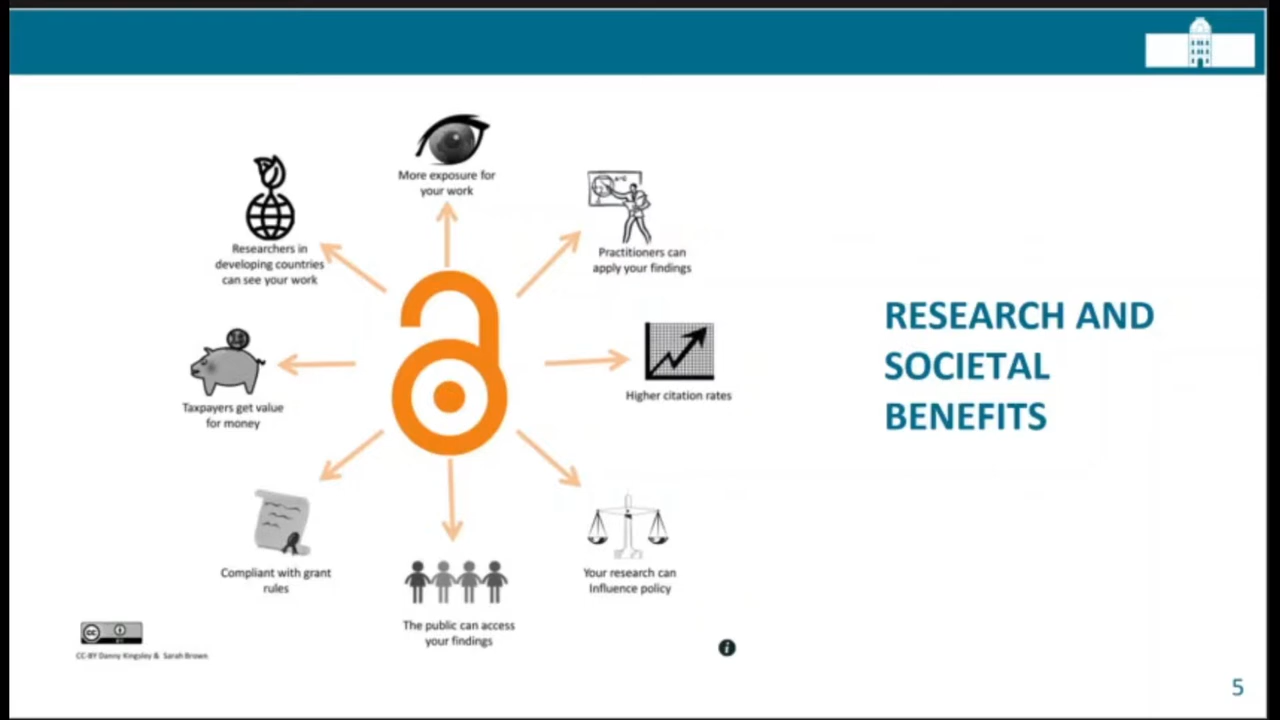 More exposure for
your work
Practitioners can
apply your findings
Higher citation rates
Your research can
Influence policy
The public can access
your findings
Compliant with grant
rules
Taxpayers get value
for money
Researchers in
developing countries
can see your work
RESEARCH AND
SOCIETAL
BENEFITS
CC-BY Danny Kingsley & Sarah Brown
5